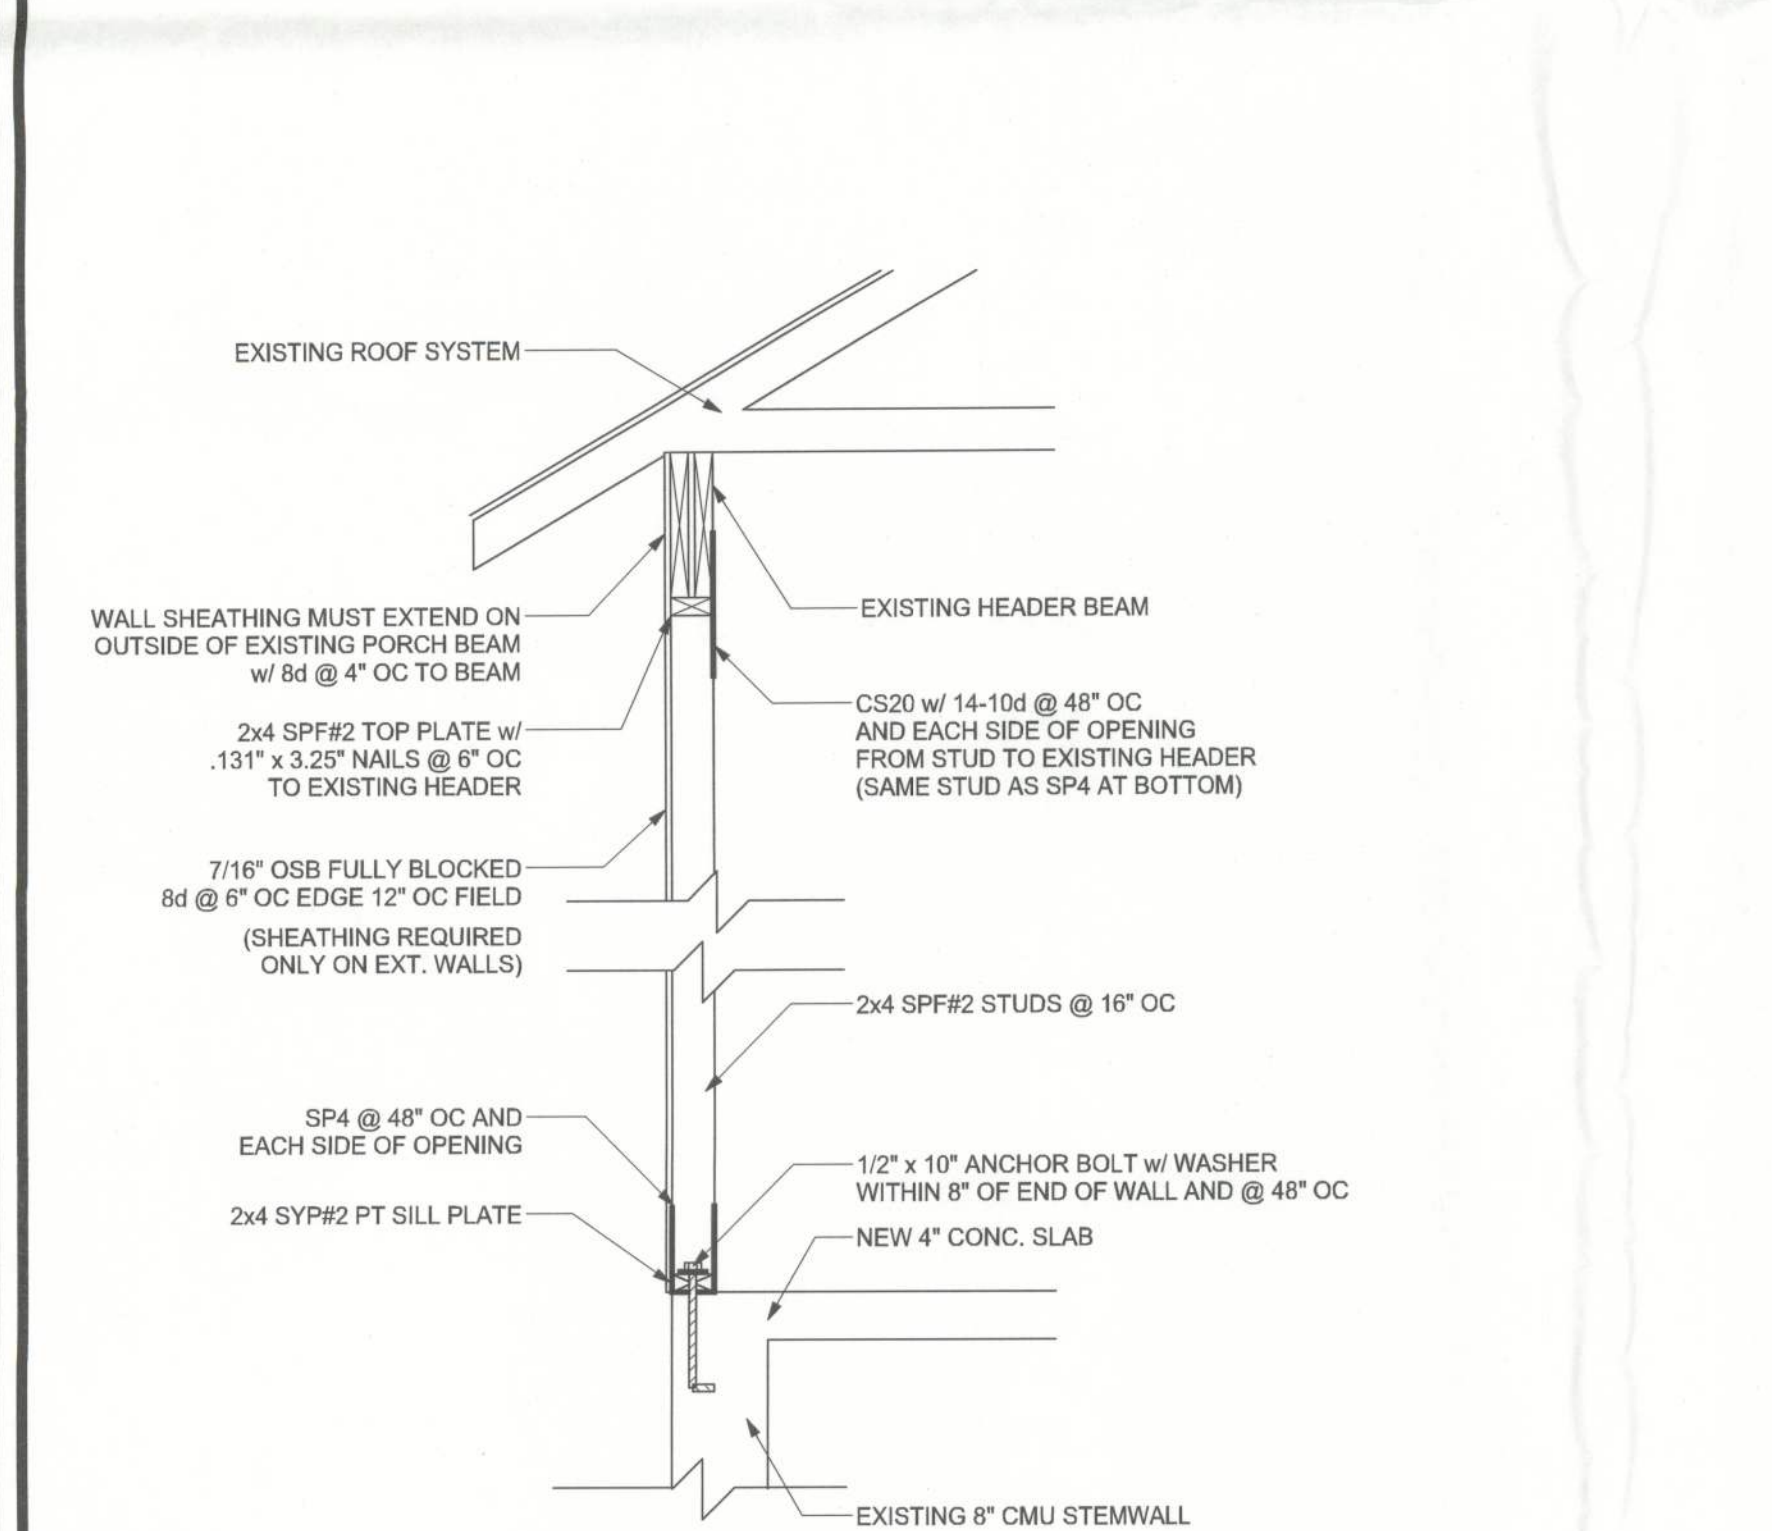 EXISTING ROOF SYSTEM
WALL SHEATHING MUST EXTEND ON
OUTSIDE OF EXISTING PORCH BEAM
w/ 8d @ 4" OC TO BEAM
2x4 SPF#2 TOP PLATE w/
.131" x 3.25" NAILS @ 6" OC
TO EXISTING HEADER
7/16" OSB FULLY BLOCKED
8d @ 6" OC EDGE 12" OC FIELD
(SHEATHING REQUIRED
ONLY ON EXT. WALLS)
SP4 @ 48" OC AND
EACH SIDE OF OPENING
2x4 SYP#2 PT SILL PLATE
EXISTING HEADER BEAM
CS20 w/ 14-10d @ 48" OC
AND EACH SIDE OF OPENING
FROM STUD TO EXISTING HEADER
(SAME STUD AS SP4 AT BOTTOM)
2x4 SPF#2 STUDS @ 16" OC
1/2" x 10" ANCHOR BOLT w/ WASHER
WITHIN 8" OF END OF WALL AND @ 48" OC
NEW 4" CONC. SLAB
EXISTING 8" CMU STEMWALL